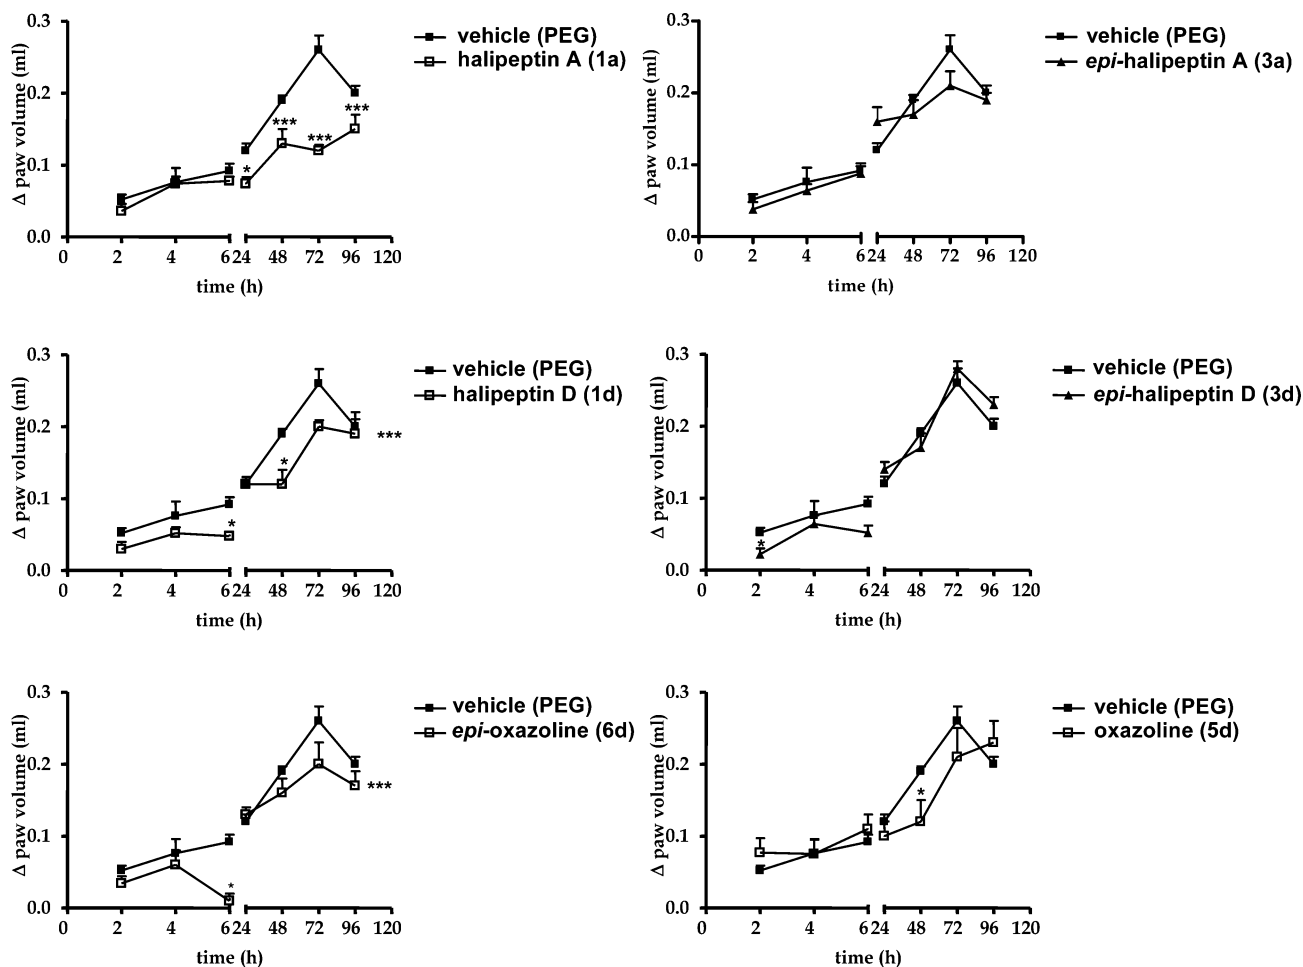 0.3
vehicle (PEG)
halipeptin A (1a)
0.2
***
***
***
0.1
*
0.0
Δ paw volume (ml)
0 2 4 6 24 48 72 96 120
time (h)
0.3
vehicle (PEG)
epi-halipeptin A (3a)
0.2
0.1
0.0
Δ paw volume (ml)
0 2 4 6 24 48 72 96 120
time (h)
0.3
vehicle (PEG)
halipeptin D (1d)
0.2
***
*
0.1
*
0.0
Δ paw volume (ml)
0 2 4 6 24 48 72 96 120
time (h)
0.3
vehicle (PEG)
epi-halipeptin D (3d)
0.2
0.1
*
0.0
Δ paw volume (ml)
0 2 4 6 24 48 72 96 120
time (h)
0.3
vehicle (PEG)
epi-oxazoline (6d)
0.2
***
0.1
*
0.0
Δ paw volume (ml)
0 2 4 6 24 48 72 96 120
time (h)
0.3
vehicle (PEG)
oxazoline (5d)
0.2
*
0.1
0.0
Δ paw volume (ml)
0 2 4 6 24 48 72 96 120
time (h)